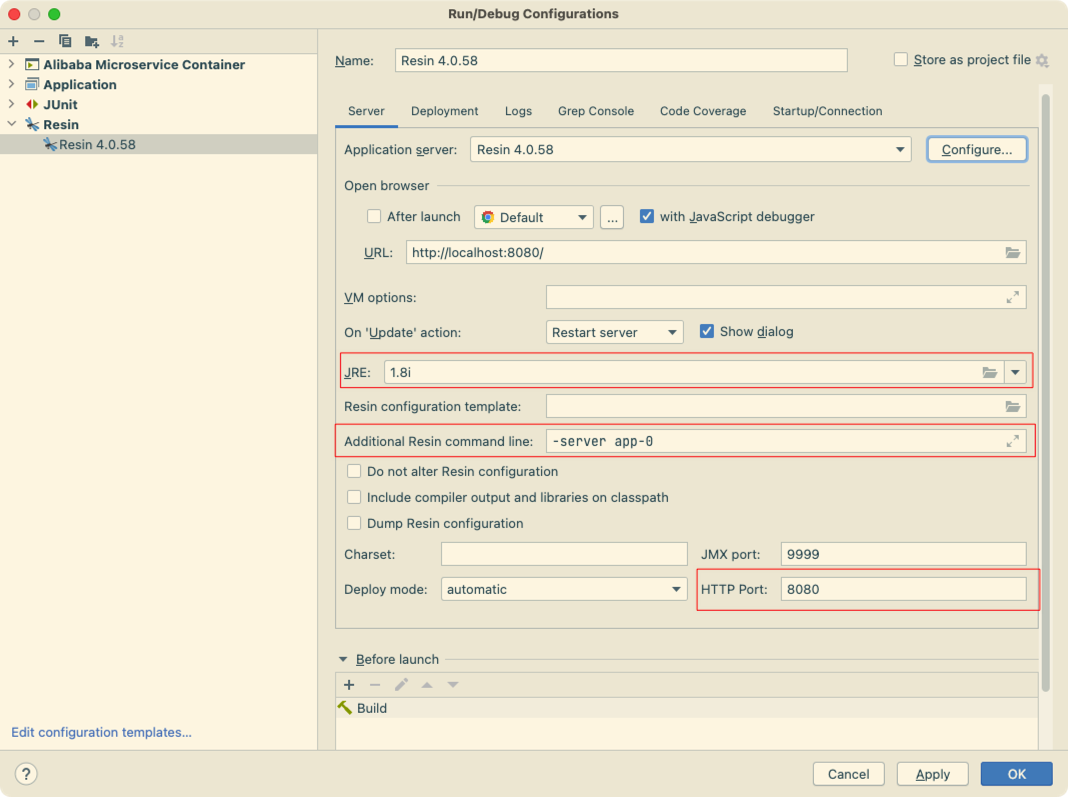 Run/Debug Configurations
Alibaba Microservice Container
Application
JUnit
Resin
Resin 4.0.58
Edit configuration templates...
Name: Resin 4.0.58 Store as project file
Server Deployment Logs Grep Console Code Coverage Startup/Connection
Application server: Resin 4.0.58 Configure...
Open browser
After launch Default ... with JavaScript debugger
URL: http://localhost:8080/
VM options:
On 'Update' action: Restart server Show dialog
JRE: 1.8i
Resin configuration template:
Additional Resin command line: -server app-0
Do not alter Resin configuration
Include compiler output and libraries on classpath
Dump Resin configuration
Charset: JMX port: 9999
Deploy mode: automatic HTTP Port: 8080
Before launch
Build
? Cancel Apply OK